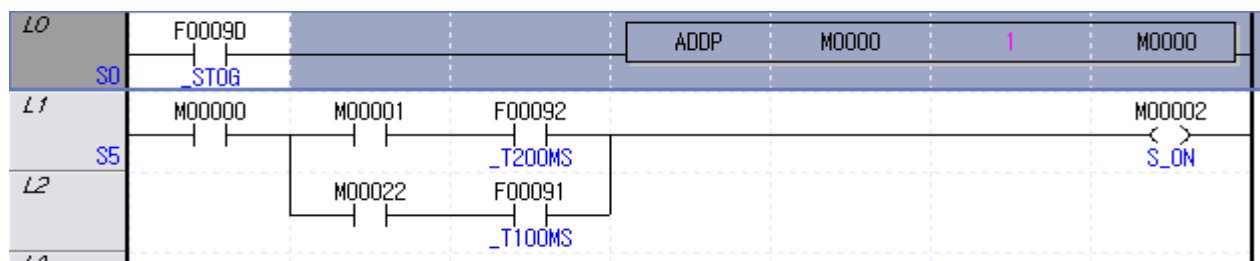 L0 F0009D ADDP M0000 1 M0000
S0 _STOG
L1 M00000 M00001 F00092 M00002
S5 _T200MS S_ON
L2 M00022 F00091
_T100MS